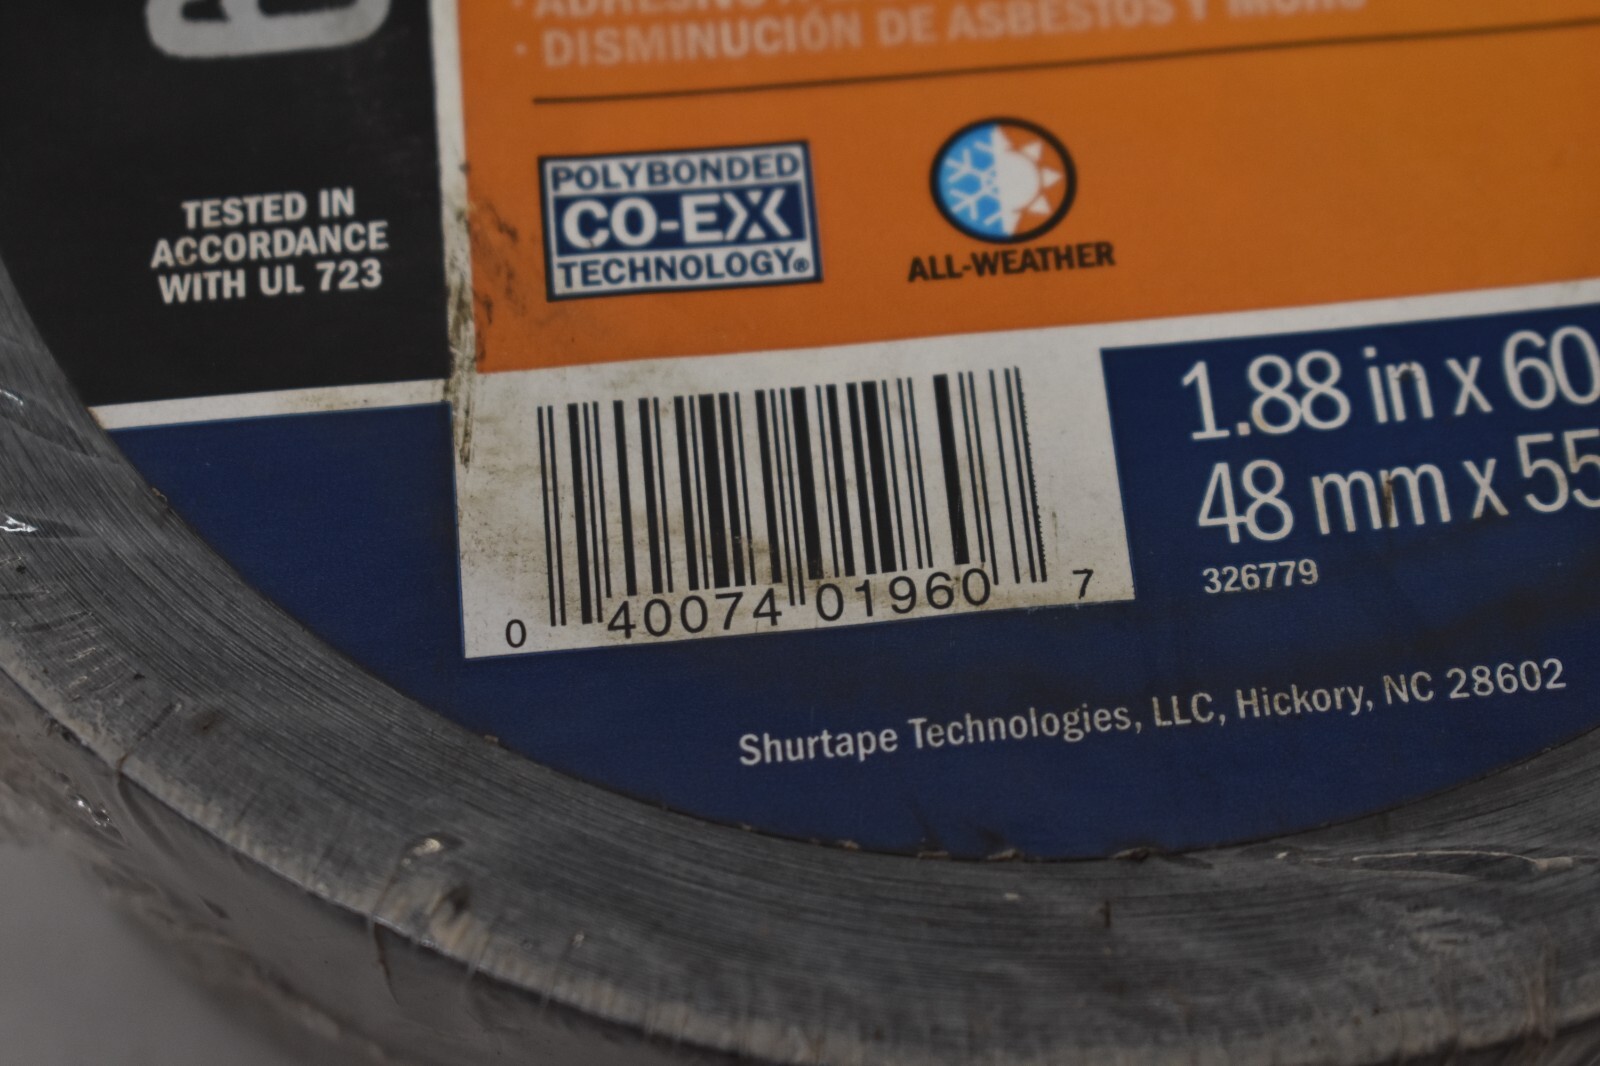 · DISMINUCIÓN DE ASBESTOS Y MOHO
TESTED IN
ACCORDANCE
WITH UL 723
POLYBONDED
CO-EX
TECHNOLOGY®
ALL-WEATHER
1.88 in x 60
48 mm x 55
326779
0 40074 01960 7
Shurtape Technologies, LLC, Hickory, NC 28602